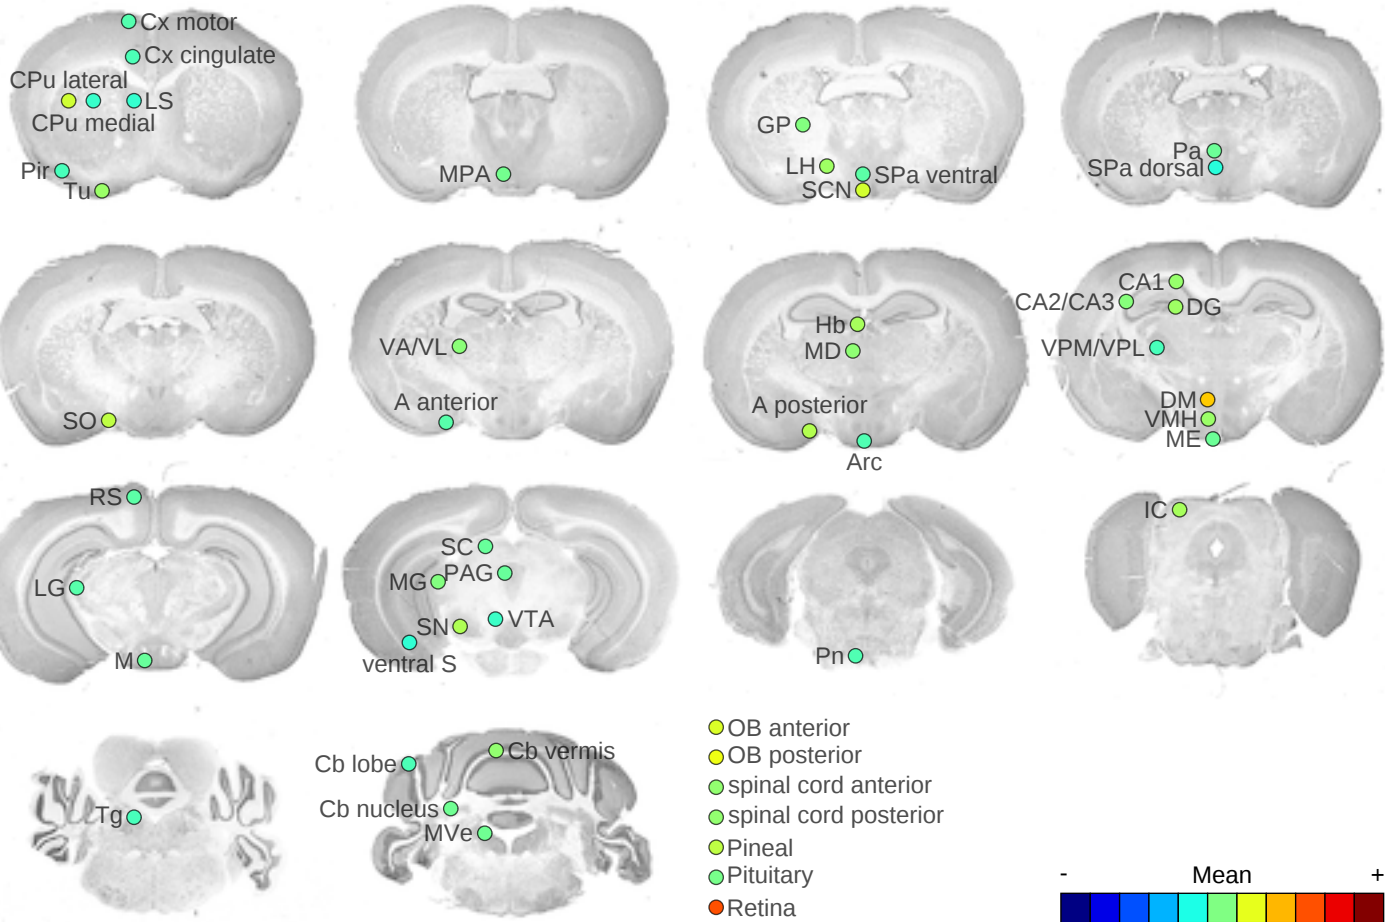 Cx motor
Cx cingulate
CPu lateral
LS
CPu medial
Pir
Tu
MPA
GP
LH
SPa ventral
SCN
Pa
SPa dorsal
SO
VA/VL
A anterior
Hb
MD
A posterior
Arc
CA1
CA2/CA3
DG
VPM/VPL
DM
VMH
ME
RS
LG
M
SC
MG
PAG
SN
VTA
ventral S
Pn
IC
Tg
Cb lobe
Cb vermis
Cb nucleus
MVe
OB anterior
OB posterior
spinal cord anterior
spinal cord posterior
Pineal
Pituitary
Retina
- Mean +